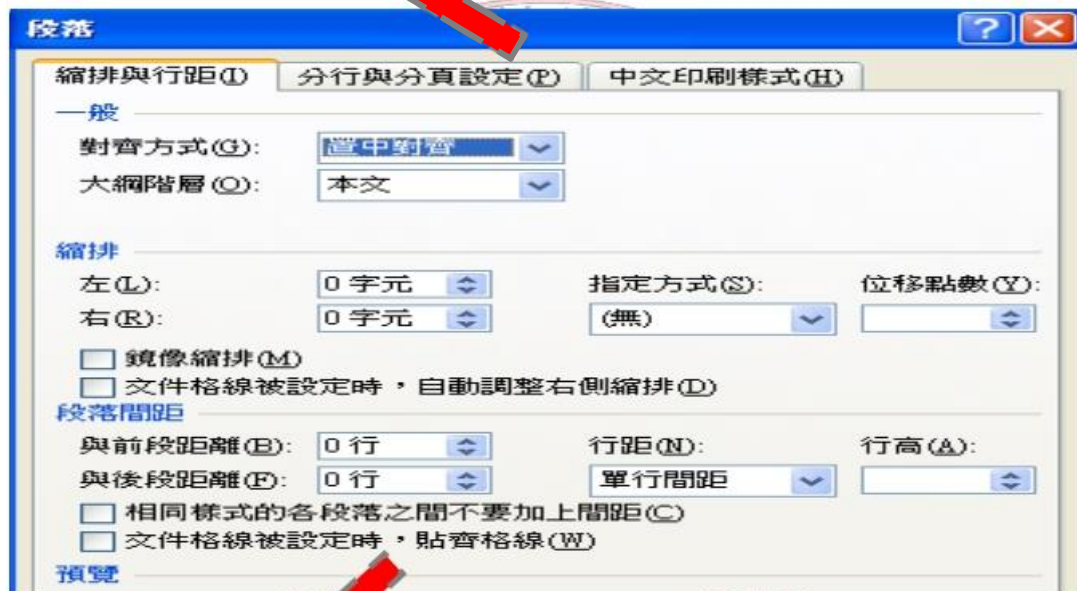 段落
縮排與行距(I) 分行與分頁設定(P) 中文印刷樣式(H)
一般
對齊方式(G): 置中對齊
大綱階層(O): 本文
縮排
左(L): 0 字元 指定方式(S): 位移點數(Y):
右(R): 0 字元 (無)
鏡像縮排(M)
文件格線被設定時，自動調整右側縮排(D)
段落間距
與前段距離(B): 0 行 行距(N): 行高(A):
與後段距離(F): 0 行 單行間距
相同樣式的各段落之間不要加上間距(C)
文件格線被設定時，貼齊格線(W)
預覽